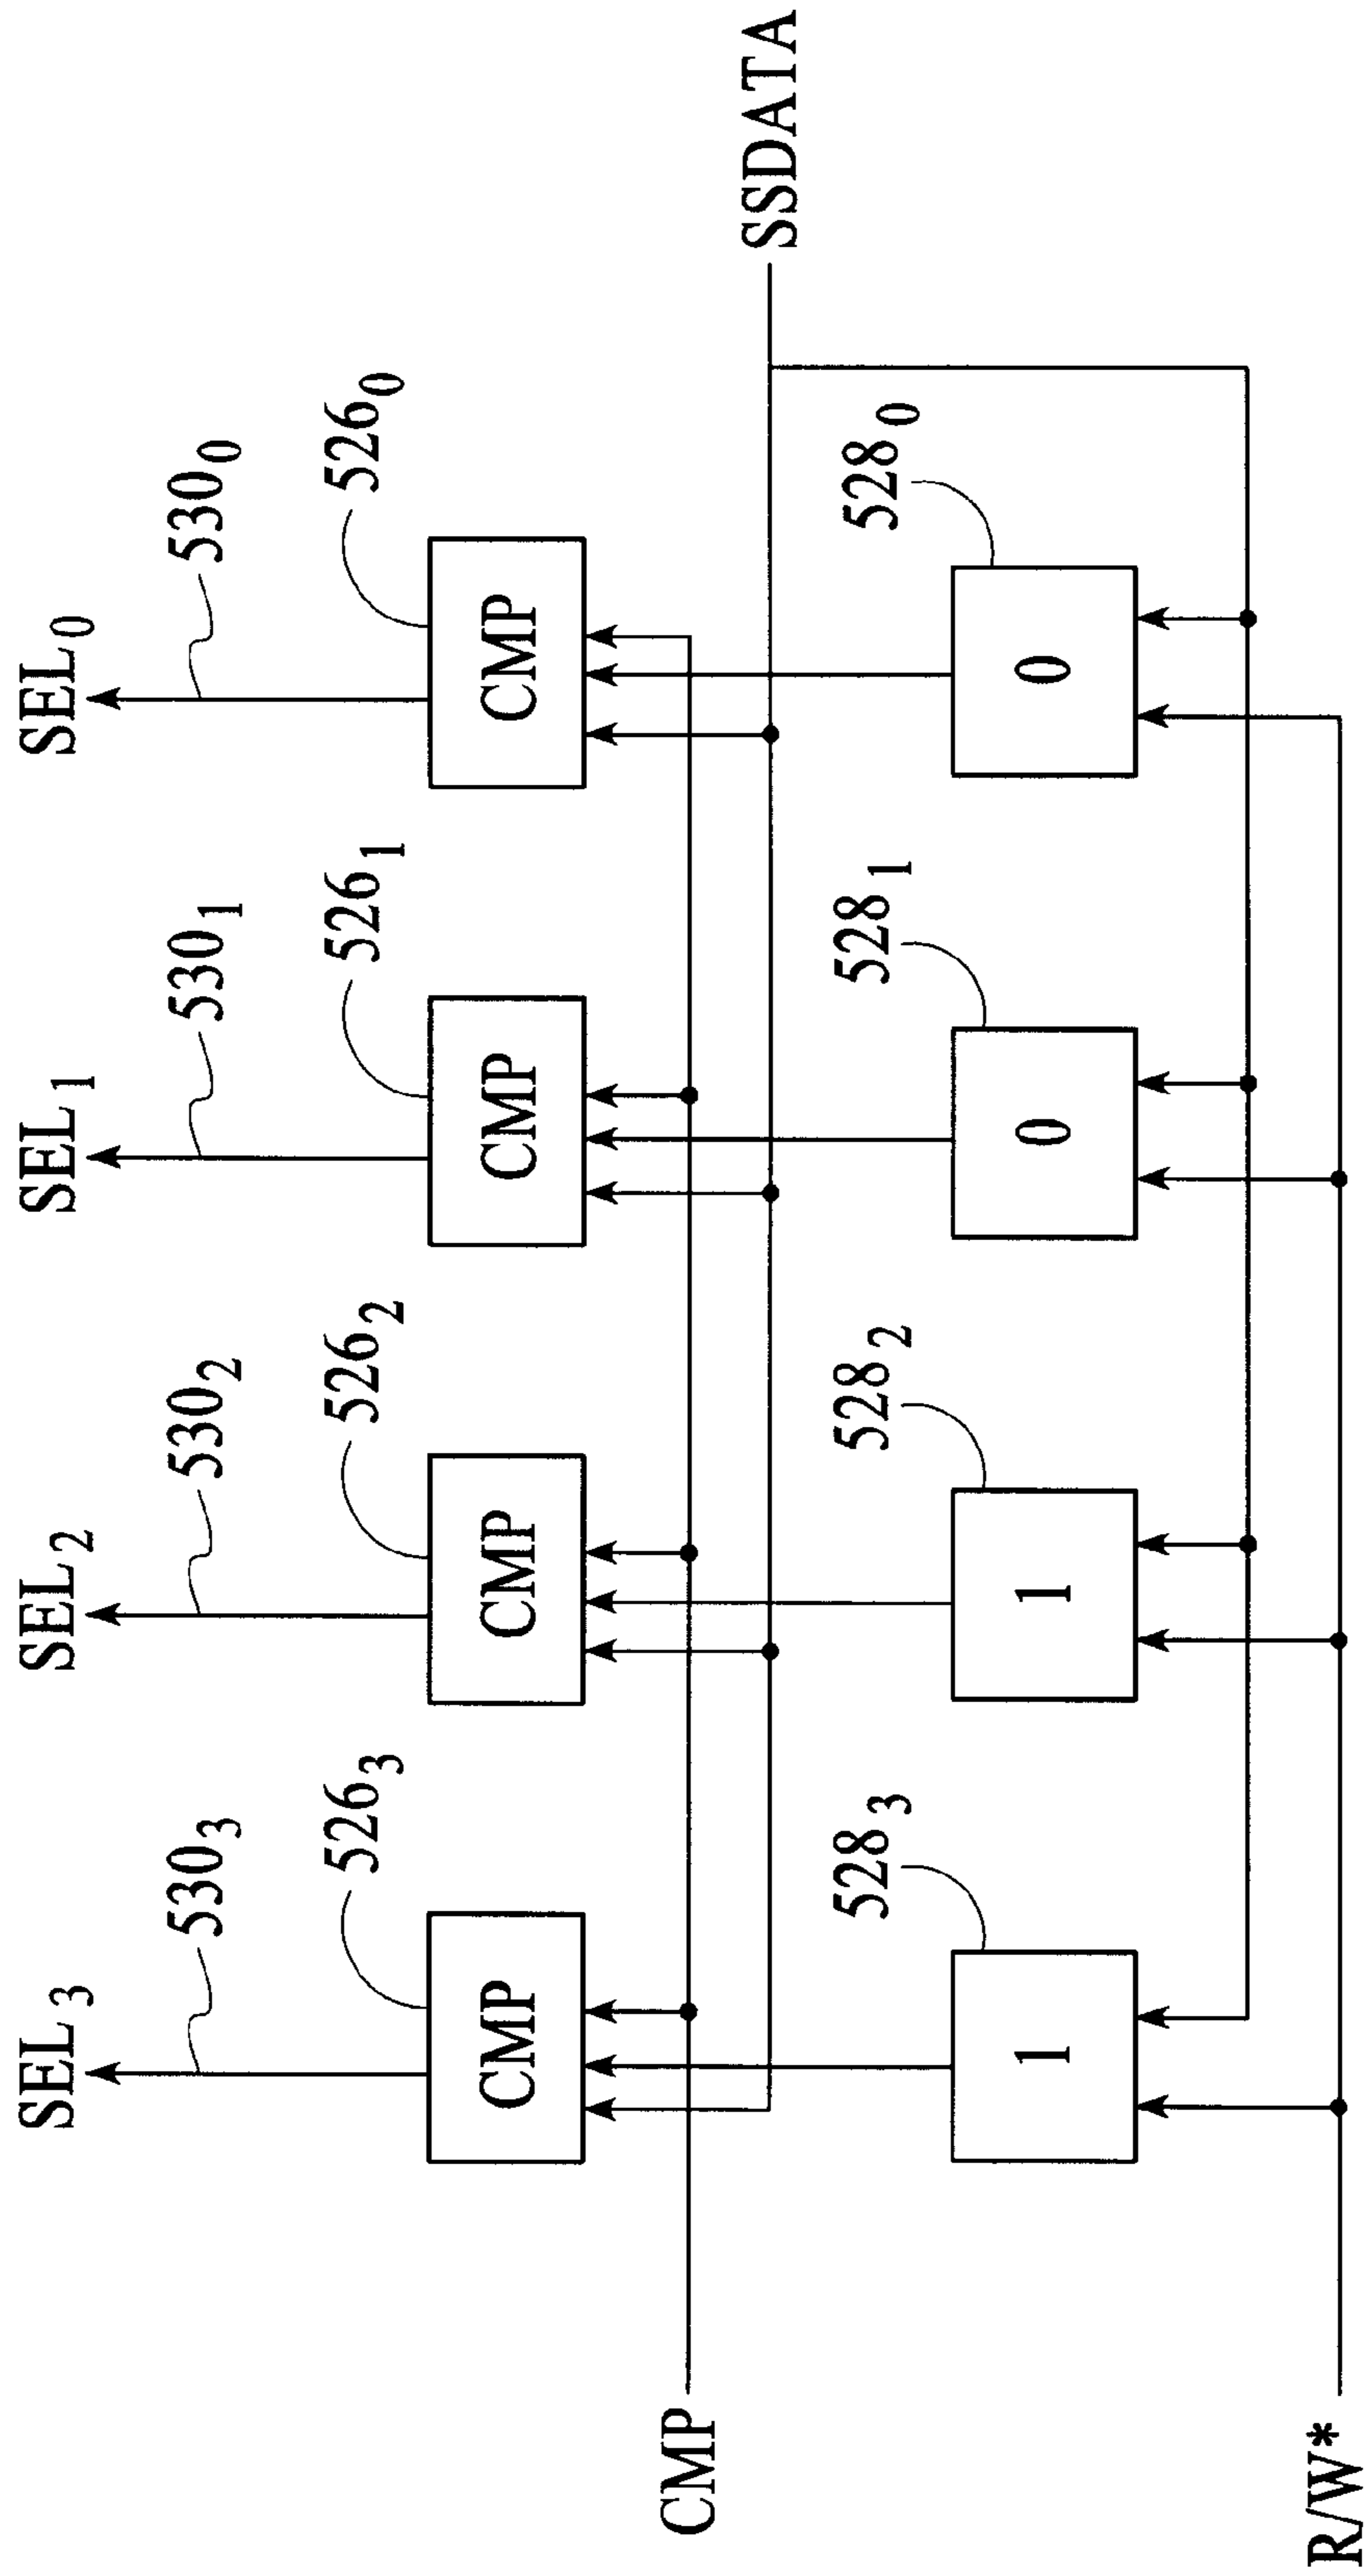 SEL₃ SEL₂ SEL₁ SEL₀
530₃ 530₂ 530₁ 530₀
526₃ 526₂ 526₁ 526₀
CMP CMP CMP CMP
CMP
SSDATA
528₃ 528₂ 528₁ 528₀
1 1 0 0
R/W*